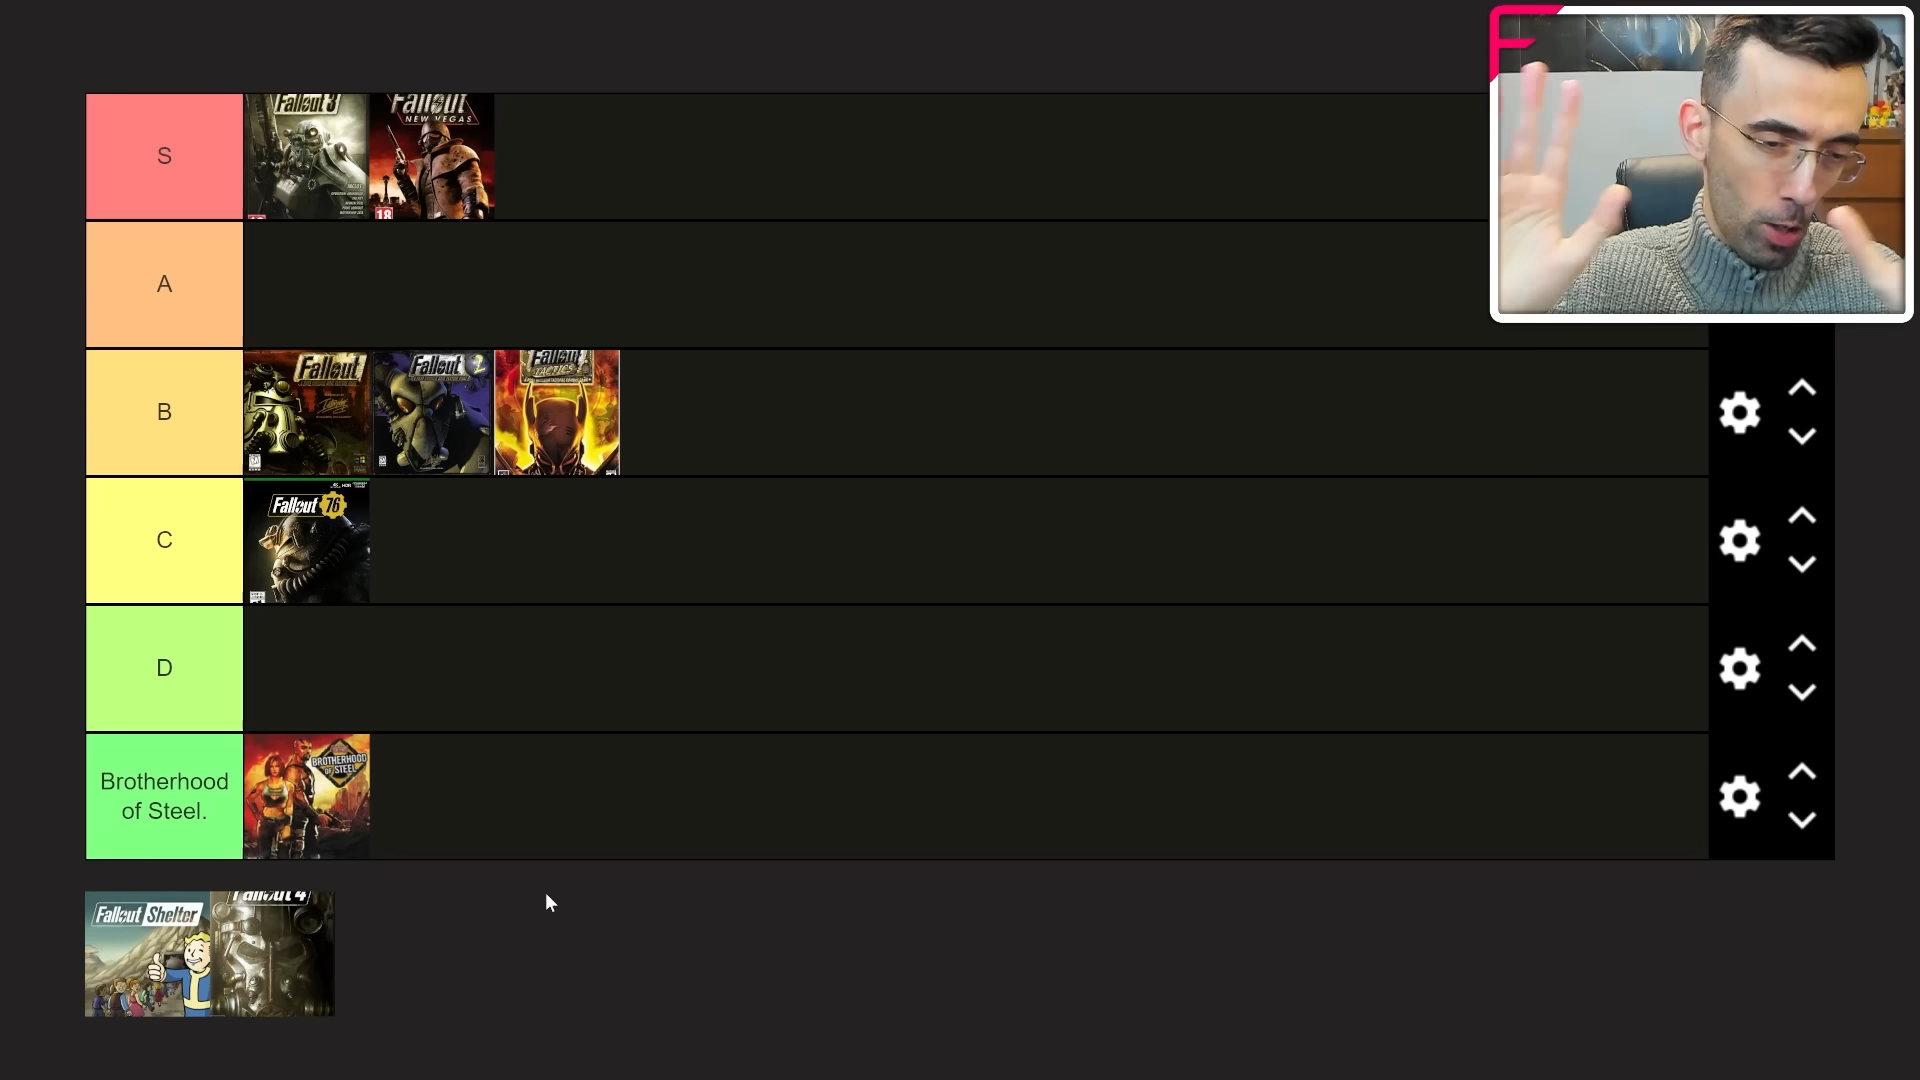 S
Fallout 3
Fallout
NEW VEGAS
18
A
B
Fallout
Fallout 2
Fallout
TACTICS
C
Fallout 76
D
Brotherhood
of Steel.
BROTHERHOOD
OF STEEL
Fallout Shelter
Fallout 4